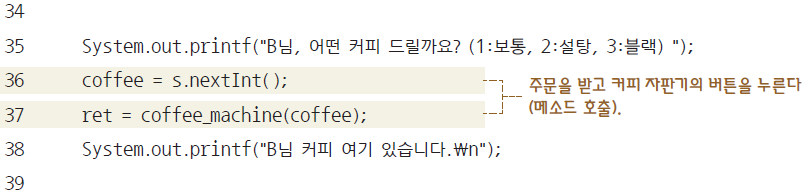 34
35 System.out.printf("B님, 어떤 커피 드릴까요? (1:보통, 2:설탕, 3:블랙) ");
36 coffee = s.nextInt();
37 ret = coffee_machine(coffee);
주문을 받고 커피 자판기의 버튼을 누른다
(메소드 호출).
38 System.out.printf("B님 커피 여기 있습니다.₩n");
39